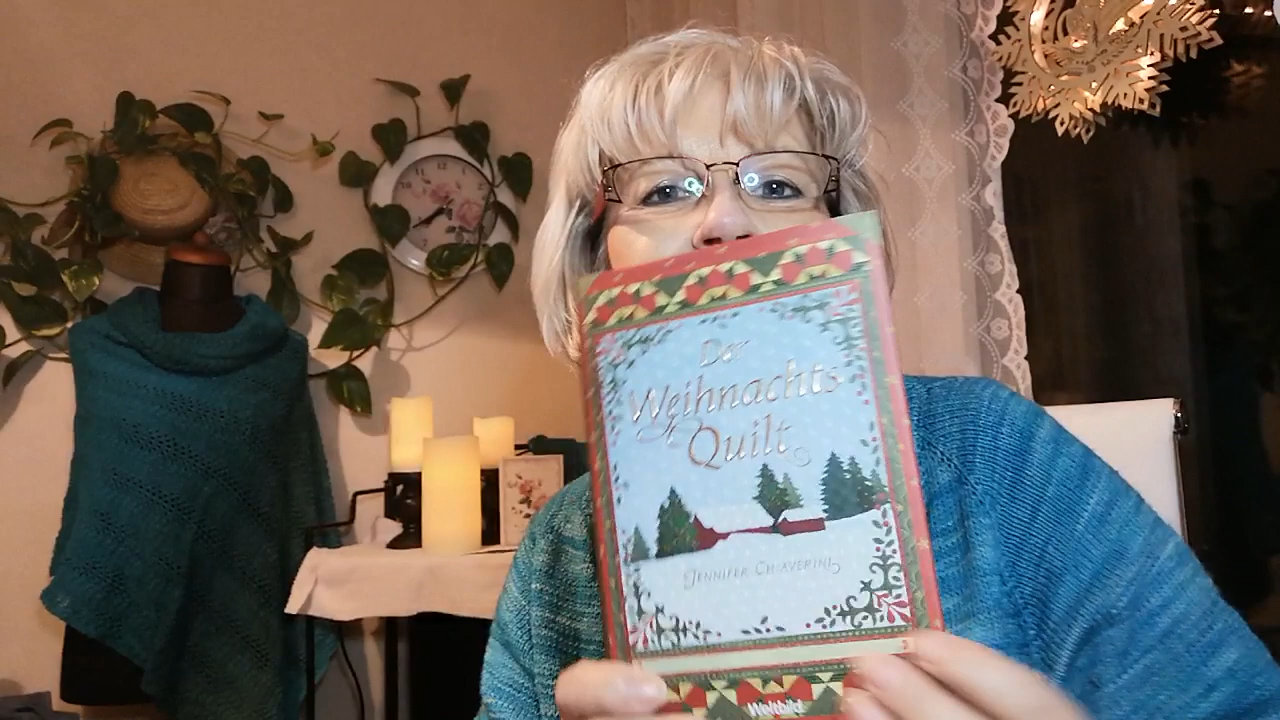 Der
Weihnachts
Quilt
JENNIFER CHIAVERINI
Weltbild